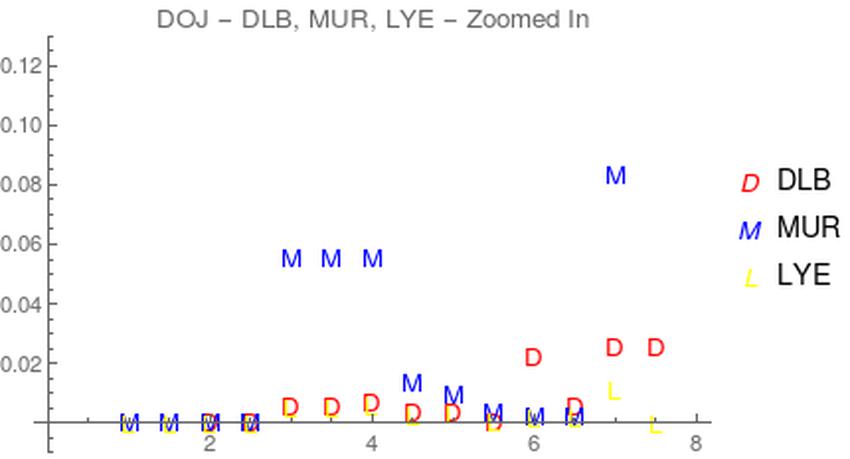 DOJ − DLB, MUR, LYE − Zoomed In
0.12
0.10
0.08
0.06
0.04
0.02
2 4 6 8
M M M M M M M M M M M M M
D D D D D D D D D D D
L L
D DLB
M MUR
L LYE